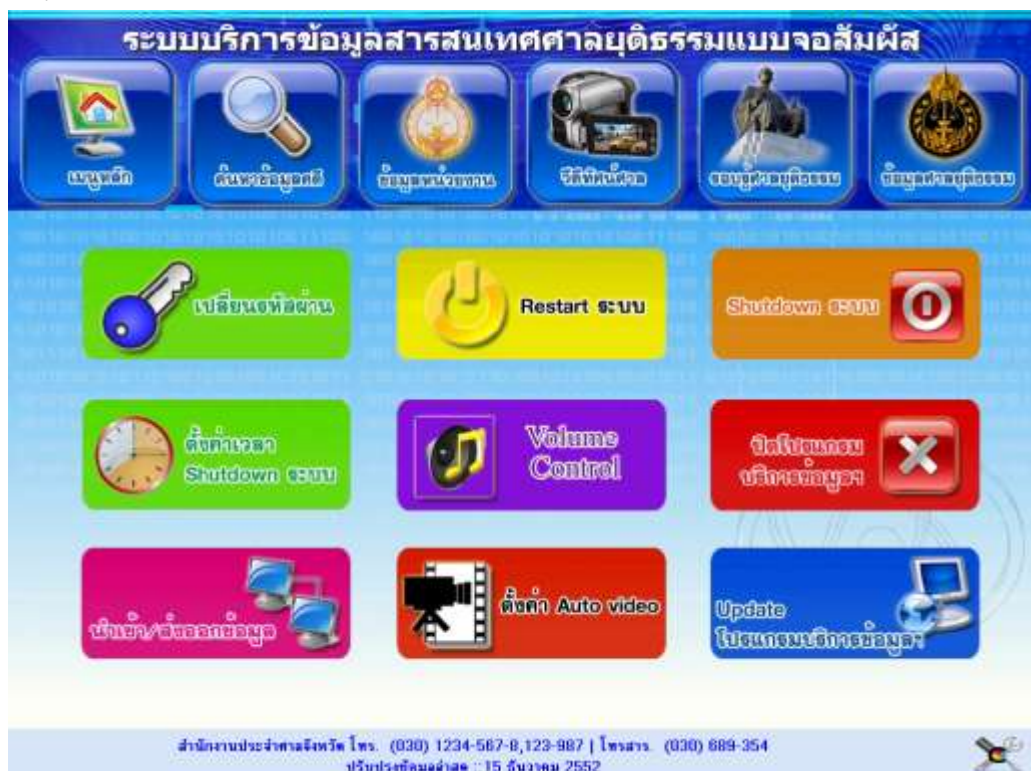 ระบบบริการข้อมูลสารสนเทศศาลยุติธรรมแบบจอสัมผัส
เมนูหลัก
ค้นหาข้อมูลคดี
ข้อมูลหน่วยงาน
วีดีทัศน์ศาล
รอบรู้ศาลยุติธรรม
ข้อมูลศาลยุติธรรม
เปลี่ยนรหัสผ่าน
Restart ระบบ
Shutdown ระบบ
ตั้งค่าเวลา
Shutdown ระบบ
Volume
Control
ปิดโปรแกรม
บริการข้อมูลฯ
นำเข้า/ส่งออกข้อมูล
ตั้งค่า Auto video
Update
โปรแกรมบริการข้อมูลฯ
สำนักงานประจำศาลจังหวัด โทร. (030) 1234-567-8,123-987 | โทรสาร. (030) 689-354
ปรับปรุงข้อมูลล่าสุด :: 15 ธันวาคม 2552